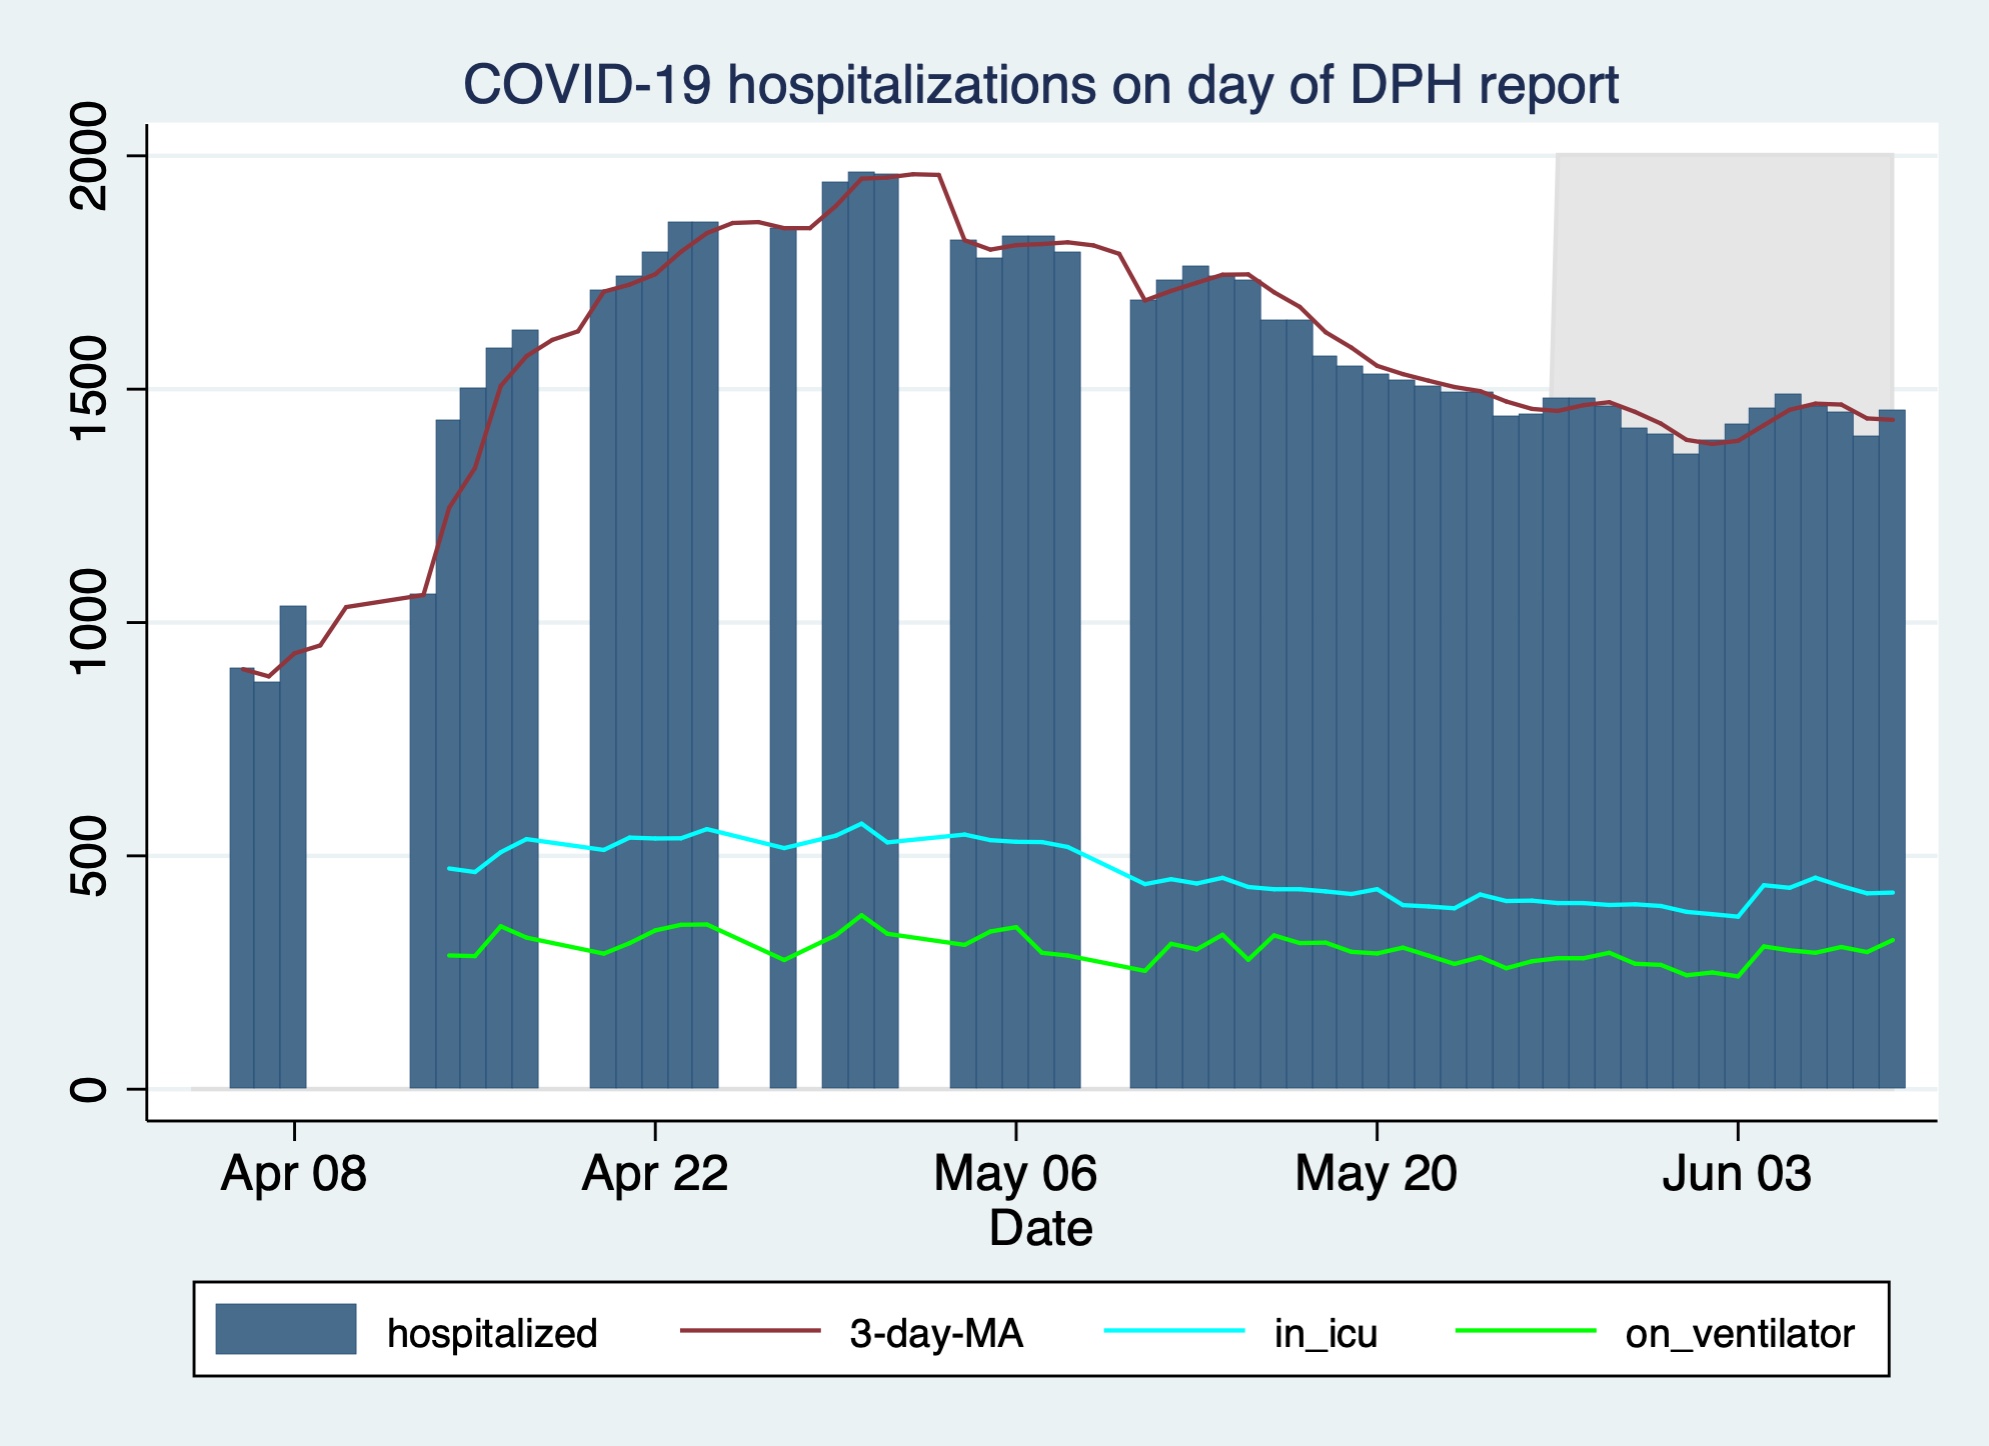 COVID-19 hospitalizations on day of DPH report
2000
1500
1000
500
0
Apr 08 Apr 22 May 06 May 20 Jun 03
Date
hospitalized 3-day-MA in_icu on_ventilator